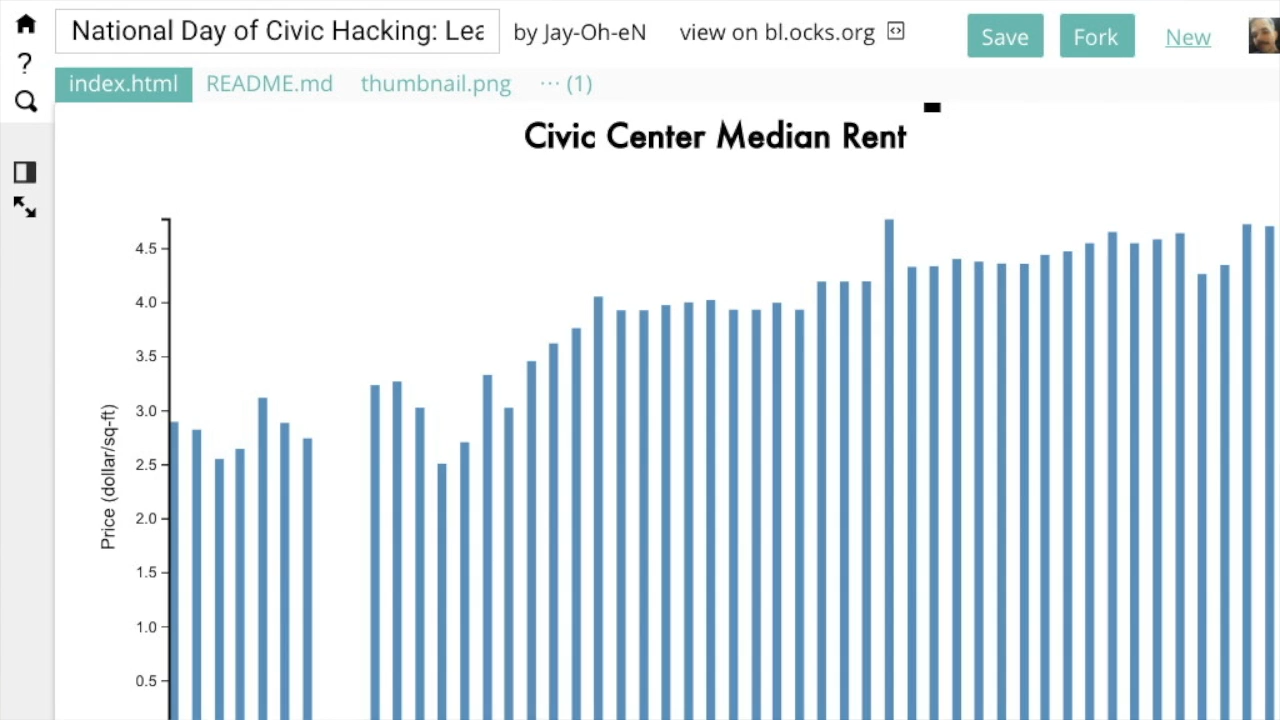 National Day of Civic Hacking: Lea
by Jay-Oh-eN
view on bl.ocks.org
Save
Fork
New
?
index.html
README.md
thumbnail.png
··· (1)
Civic Center Median Rent
4.5
4.0
3.5
3.0
2.5
2.0
1.5
1.0
0.5
Price (dollar/sq-ft)